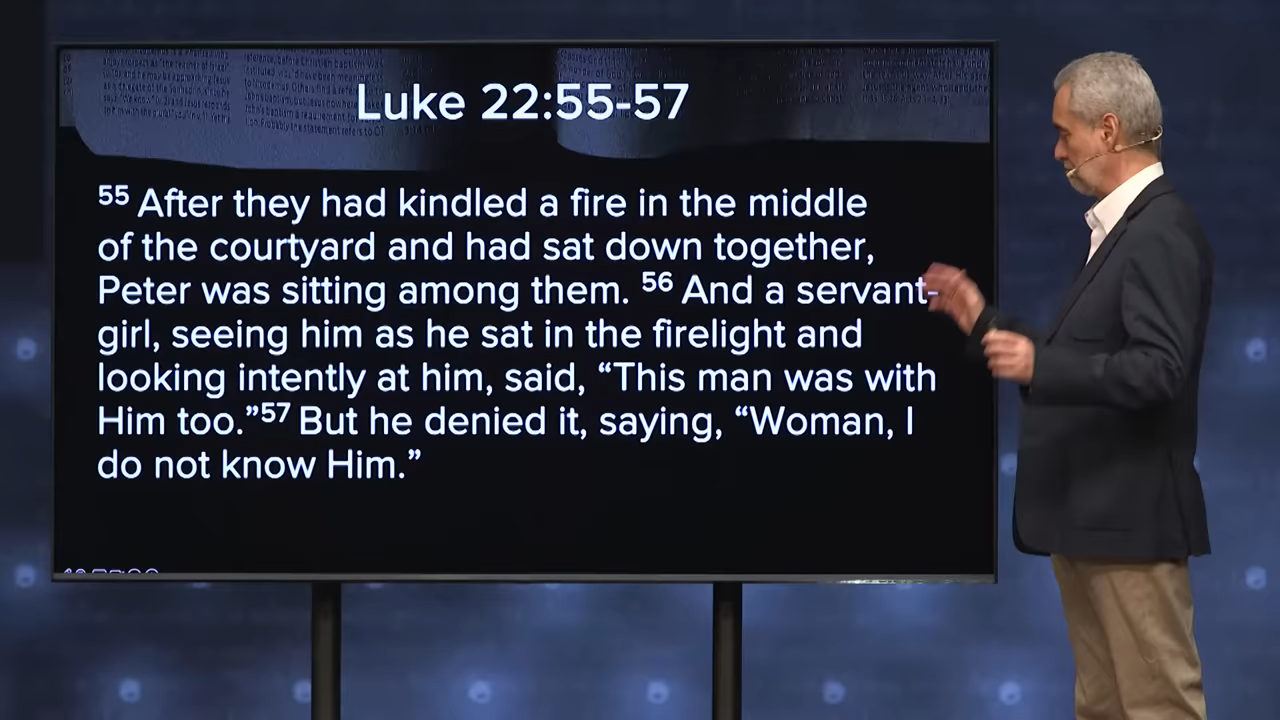 Luke 22:55-57
55 After they had kindled a fire in the middle
of the courtyard and had sat down together,
Peter was sitting among them. 56 And a servant-
girl, seeing him as he sat in the firelight and
looking intently at him, said, “This man was with
Him too.”57 But he denied it, saying, “Woman, I
do not know Him.”